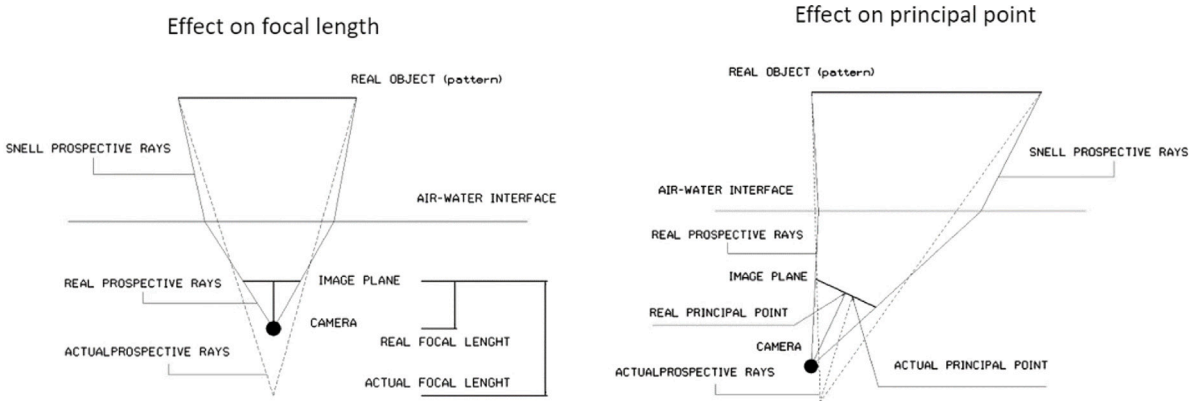 Effect on focal length
REAL OBJECT (pattern)
SNELL PROSPECTIVE RAYS
AIR-WATER INTERFACE
REAL PROSPECTIVE RAYS
IMAGE PLANE
CAMERA
REAL FOCAL LENGHT
ACTUALPROSPECTIVE RAYS
ACTUAL FOCAL LENGHT
Effect on principal point
REAL OBJECT (pattern)
SNELL PROSPECTIVE RAYS
AIR-WATER INTERFACE
REAL PROSPECTIVE RAYS
IMAGE PLANE
REAL PRINCIPAL POINT
CAMERA
ACTUAL PRINCIPAL POINT
ACTUALPROSPECTIVE RAYS